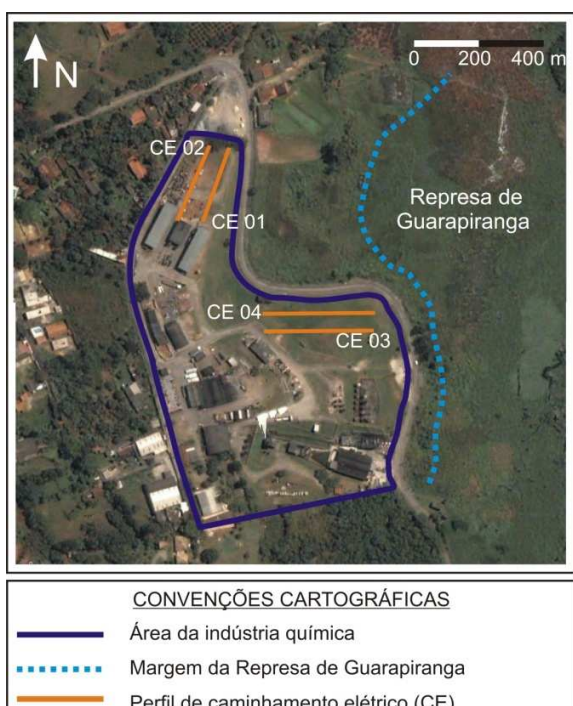 N
0 200 400 m
CE 02
CE 01
Represa de
Guarapiranga
CE 04
CE 03
CONVENÇÕES CARTOGRÁFICAS
Área da indústria química
Margem da Represa de Guarapiranga
Perfil de caminhamento elétrico (CE)